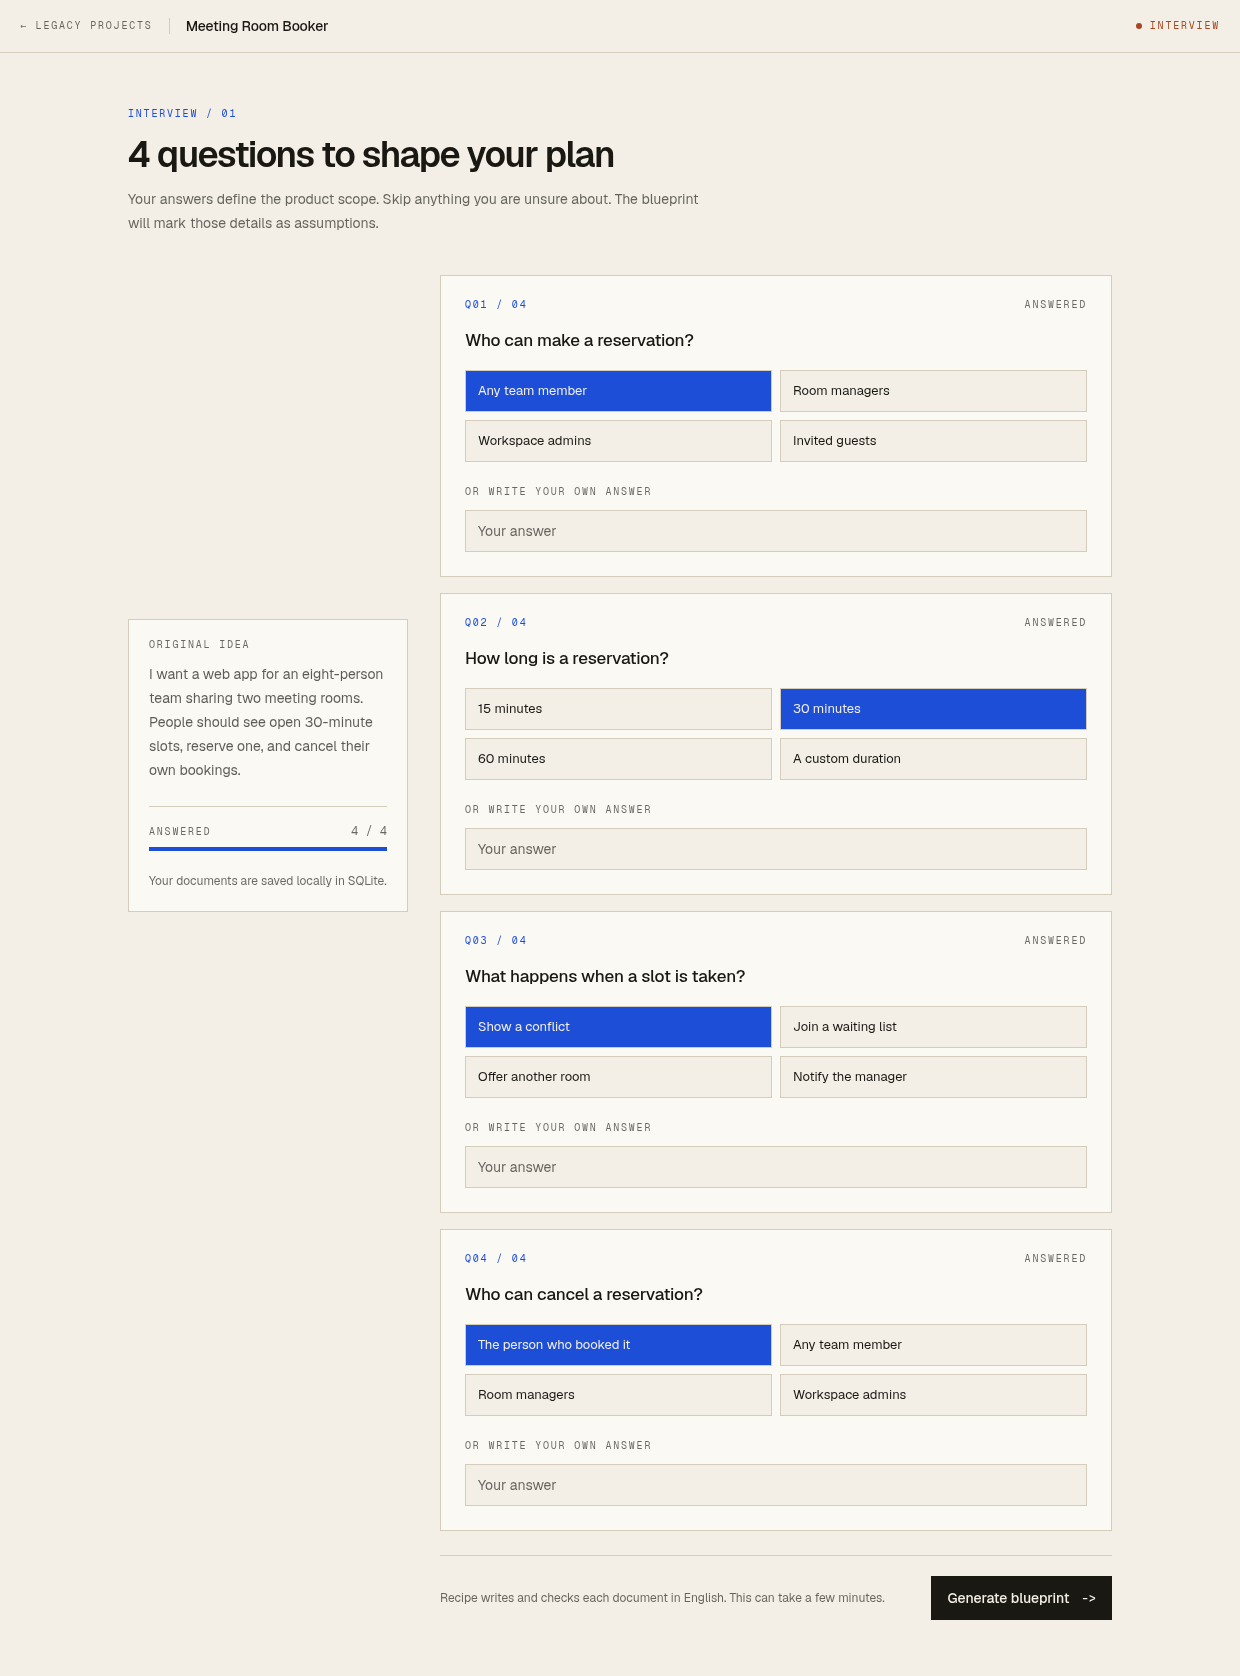 ← LEGACY PROJECTS
Meeting Room Booker
INTERVIEW
INTERVIEW / 01
4 questions to shape your plan
Your answers define the product scope. Skip anything you are unsure about. The blueprint
will mark those details as assumptions.
ORIGINAL IDEA
I want a web app for an eight-person
team sharing two meeting rooms.
People should see open 30-minute
slots, reserve one, and cancel their
own bookings.
ANSWERED 4 / 4
Your documents are saved locally in SQLite.
Q01 / 04 ANSWERED
Who can make a reservation?
Any team member
Room managers
Workspace admins
Invited guests
OR WRITE YOUR OWN ANSWER
Your answer
Q02 / 04 ANSWERED
How long is a reservation?
15 minutes
30 minutes
60 minutes
A custom duration
OR WRITE YOUR OWN ANSWER
Your answer
Q03 / 04 ANSWERED
What happens when a slot is taken?
Show a conflict
Join a waiting list
Offer another room
Notify the manager
OR WRITE YOUR OWN ANSWER
Your answer
Q04 / 04 ANSWERED
Who can cancel a reservation?
The person who booked it
Any team member
Room managers
Workspace admins
OR WRITE YOUR OWN ANSWER
Your answer
Recipe writes and checks each document in English. This can take a few minutes.
Generate blueprint ->